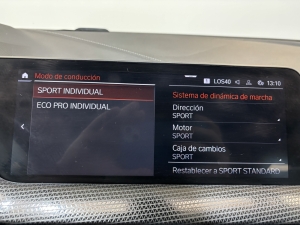 Modo de conducción
LOS40
13:10
SPORT INDIVIDUAL
ECO PRO INDIVIDUAL
Sistema de dinámica de marcha
Dirección
SPORT
Motor
SPORT
Caja de cambios
SPORT
Restablecer a SPORT STANDARD